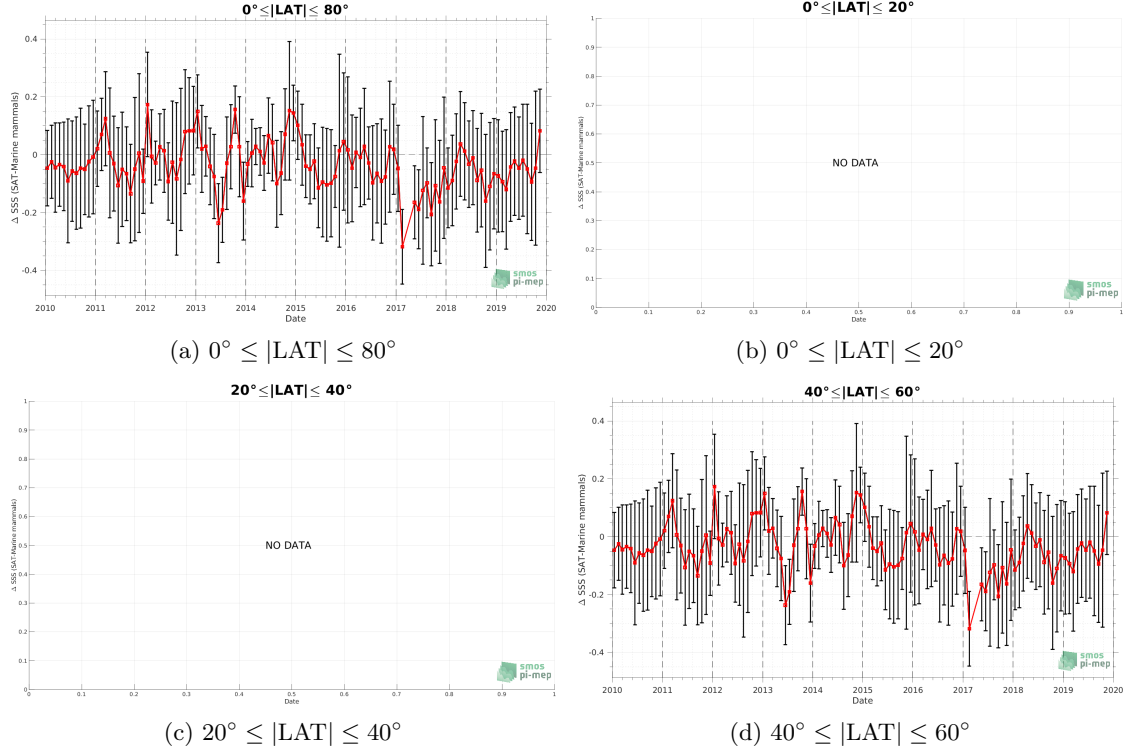 0°≤|LAT|≤ 80°
Δ SSS (SAT-Marine mammals)
0.4
0.2
0
-0.2
-0.4
2010 2011 2012 2013 2014 2015 2016 2017 2018 2019 2020
Date
smos
pi-mep
(a) 0° ≤ |LAT| ≤ 80°
0°≤|LAT|≤ 20°
Δ SSS (SAT-Marine mammals)
1
0.9
0.8
0.7
0.6
0.5
0.4
0.3
0.2
0.1
0
NO DATA
0 0.1 0.2 0.3 0.4 0.5 0.6 0.7 0.8 0.9 1
Date
smos
pi-mep
(b) 0° ≤ |LAT| ≤ 20°
20°≤|LAT|≤ 40°
Δ SSS (SAT-Marine mammals)
1
0.9
0.8
0.7
0.6
0.5
0.4
0.3
0.2
0.1
0
NO DATA
0 0.1 0.2 0.3 0.4 0.5 0.6 0.7 0.8 0.9 1
Date
smos
pi-mep
(c) 20° ≤ |LAT| ≤ 40°
40°≤|LAT|≤ 60°
Δ SSS (SAT-Marine mammals)
0.4
0.2
0
-0.2
-0.4
2010 2011 2012 2013 2014 2015 2016 2017 2018 2019 2020
Date
smos
pi-mep
(d) 40° ≤ |LAT| ≤ 60°